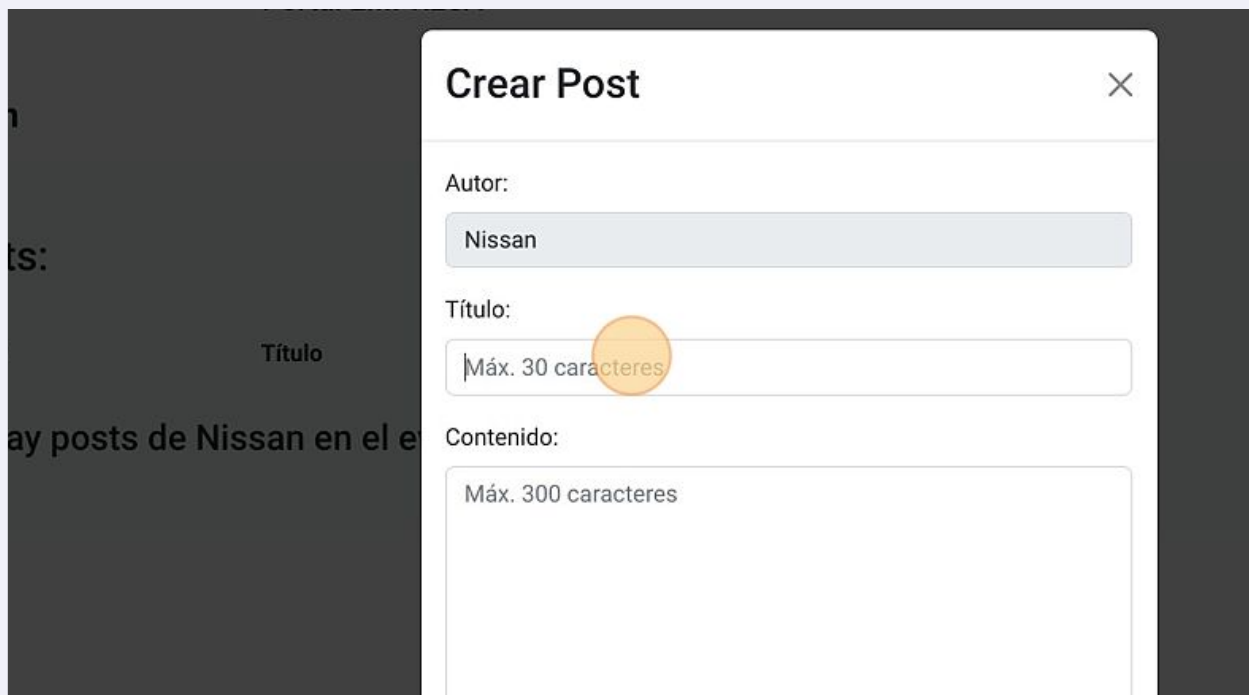 Crear Post
Autor:
Nissan
ts:
Título:
Título
Máx. 30 caracteres
ay posts de Nissan en el e
Contenido:
Máx. 300 caracteres